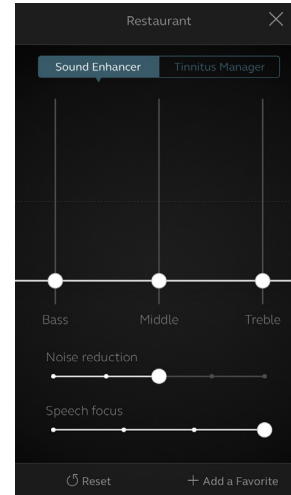 Restaurant
Sound Enhancer Tinnitus Manager
Bass Middle Treble
Noise reduction
Speech focus
Reset + Add a Favorite